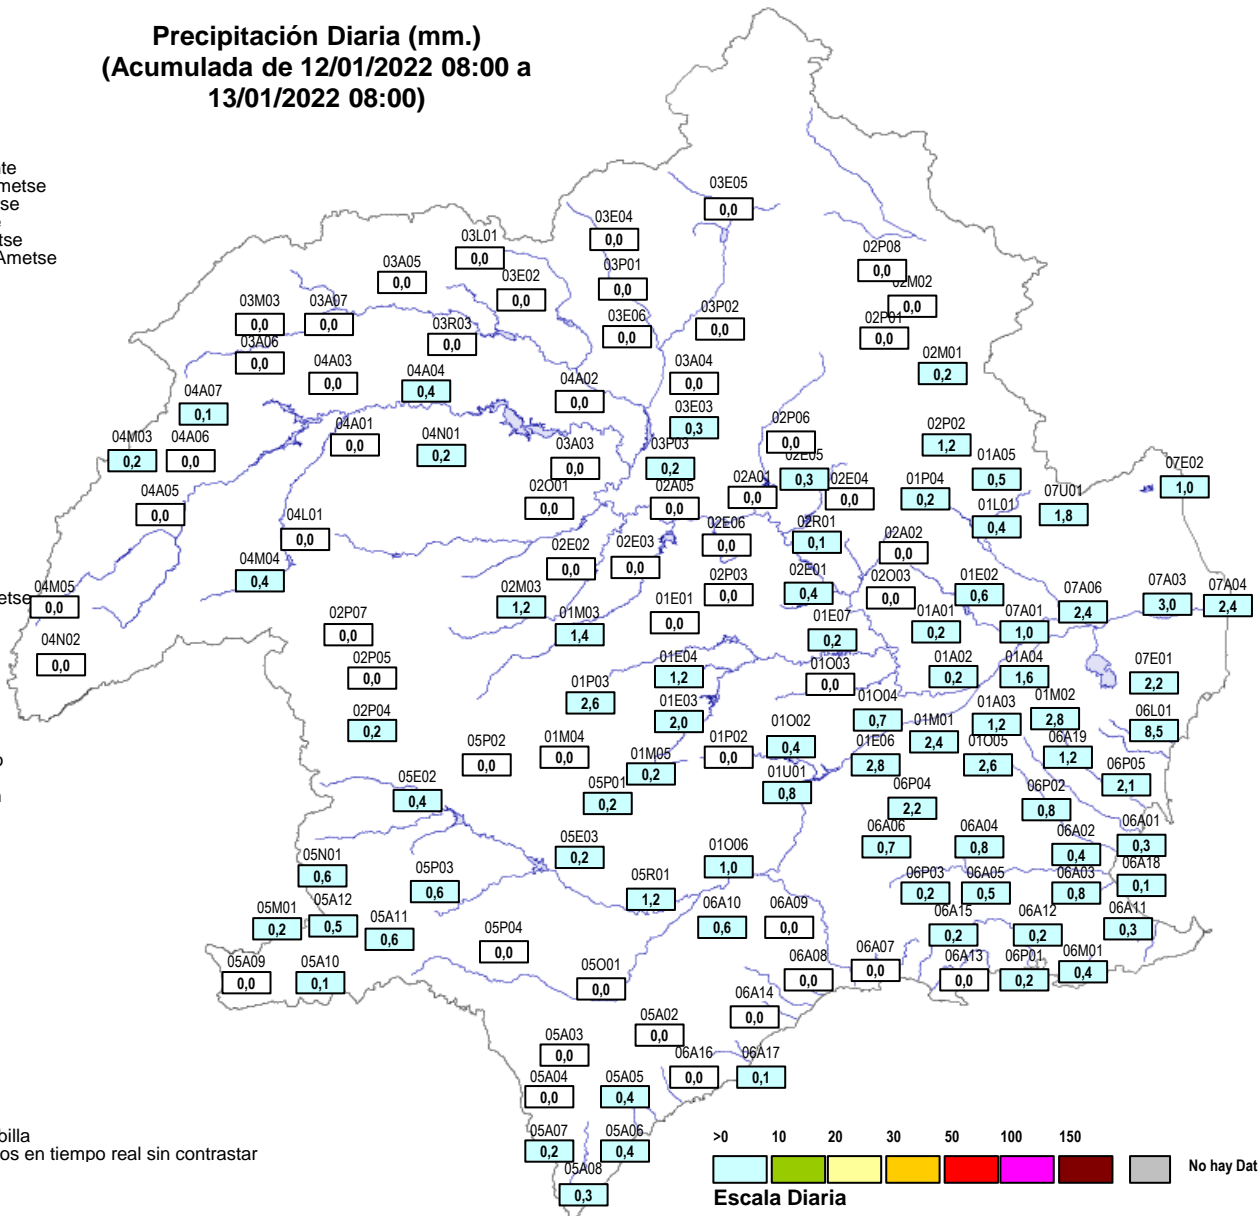 Precipitación Diaria (mm.)
(Acumulada de 12/01/2022 08:00 a
13/01/2022 08:00)
nte
Ametse
tse
e
etse
Ametse
03E05
0,0
03E04
0,0
03L01
0,0
02P08
0,0
03A05
0,0
03P01
0,0
03E02
0,0
02M02
0,0
03M03
0,0
03A07
0,0
03P02
0,0
03E06
0,0
02P01
0,0
03R03
0,0
03A06
0,0
04A03
0,0
04A04
0,4
03A04
0,0
02M01
0,2
04A02
0,0
04A07
0,1
03E03
0,3
02P06
0,0
02P02
1,2
04M03
0,2
04A06
0,0
04A01
0,0
04N01
0,2
03A03
0,0
03P03
0,2
02E05
0,3
01A05
0,5
07E02
1,0
04A05
0,0
02O01
0,0
02A05
0,0
02A01
0,0
02E04
0,0
01P04
0,2
07U01
1,8
01L01
0,4
04L01
0,0
02E06
0,0
02R01
0,1
02A02
0,0
02E02
0,0
02E03
0,0
04M04
0,4
02M03
1,2
02P03
0,0
02E01
0,4
02O03
0,0
01E02
0,6
07A06
2,4
07A03
3,0
07A04
2,4
04M05
0,0
etse
01M03
1,4
01E01
0,0
02P07
0,0
01E07
0,2
01A01
0,2
07A01
1,0
04N02
0,0
02P05
0,0
01E04
1,2
01O03
0,0
01A02
0,2
01A04
1,6
07E01
2,2
01P03
2,6
01E03
2,0
01O04
0,7
01A03
1,2
01M02
2,8
06L01
8,5
02P04
0,2
01O02
0,4
01M01
2,4
05P02
0,0
01M04
0,0
01P02
0,0
01E06
2,8
01O05
2,6
06A19
1,2
01M05
0,2
06P05
2,1
o
05E02
0,4
05P01
0,2
01U01
0,8
06P04
2,2
06P02
0,8
05E03
0,2
06A06
0,7
06A04
0,8
06A02
0,4
06A01
0,3
05N01
0,6
05P03
0,6
01O06
1,0
06P03
0,2
06A05
0,5
06A03
0,8
06A18
0,1
05R01
1,2
05M01
0,2
05A12
0,5
05A11
0,6
06A10
0,6
06A09
0,0
06A15
0,2
06A12
0,2
06A11
0,3
05P04
0,0
05A09
0,0
05A10
0,1
05O01
0,0
06A08
0,0
06A07
0,0
06A13
0,0
06P01
0,2
06M01
0,4
06A14
0,0
05A02
0,0
05A03
0,0
06A16
0,0
06A17
0,1
05A04
0,0
05A05
0,4
05A07
0,2
05A06
0,4
05A08
0,3
billa
os en tiempo real sin contrastar
>0 10 20 30 50 100 150
No hay Dat
Escala Diaria